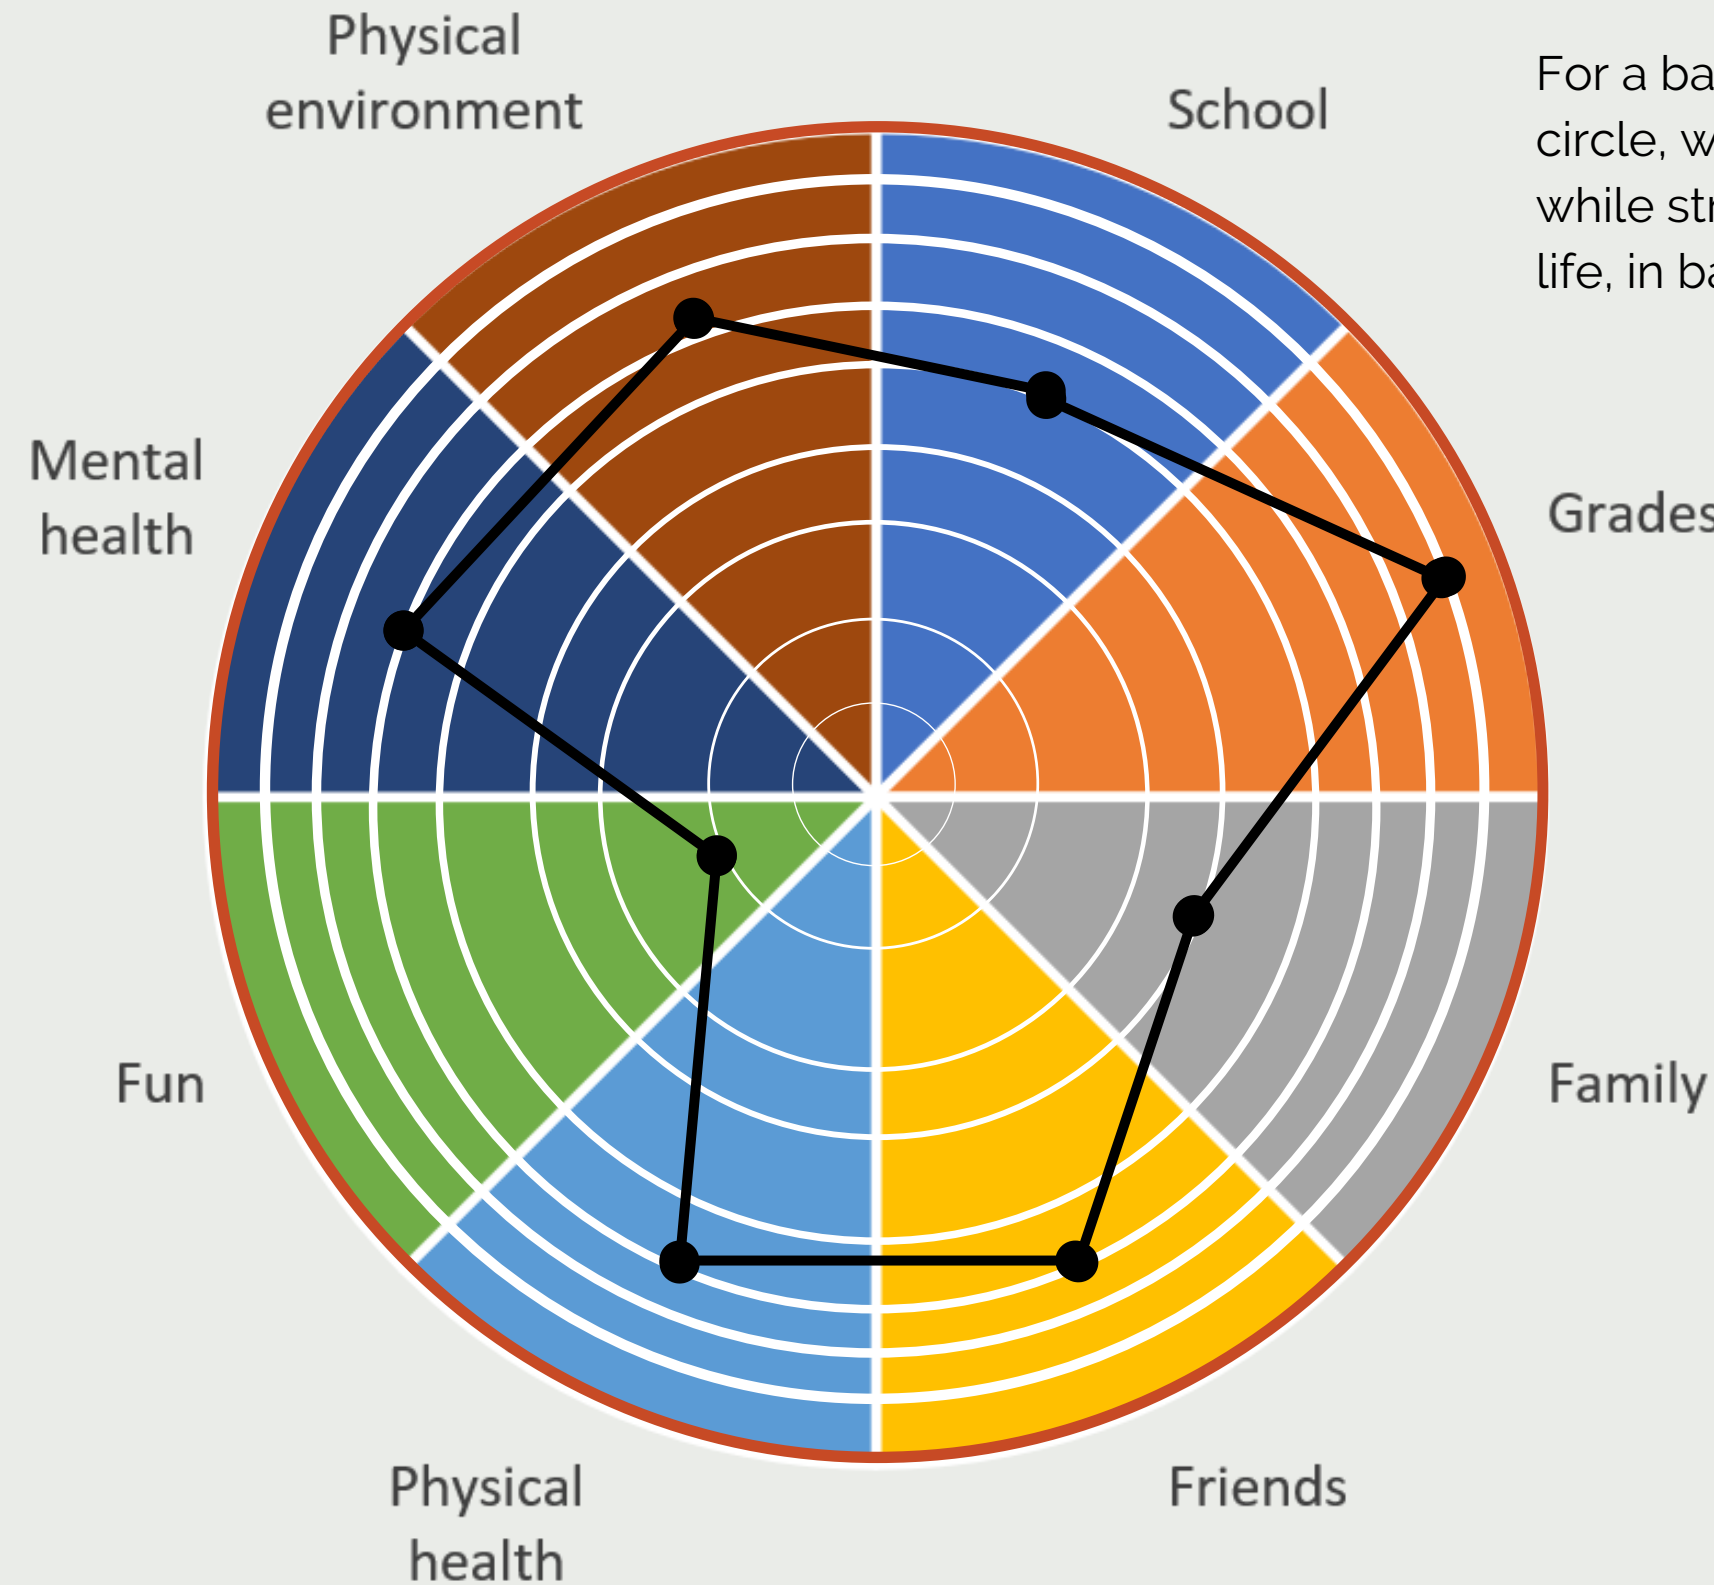 Physical
environment
School
For a ba
circle, w
while str
life, in ba
Mental
health
Grades
Fun
Family
Physical
health
Friends